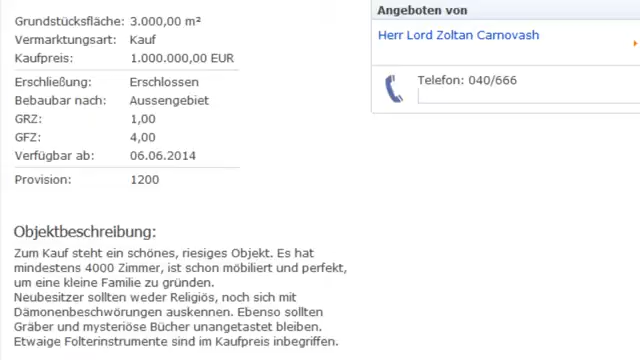 Grundstücksfläche: 3.000,00 m²
Vermarktungsart: Kauf
Kaufpreis: 1.000.000,00 EUR
Erschließung: Erschlossen
Bebaubar nach: Aussengebiet
GRZ: 1,00
GFZ: 4,00
Verfügbar ab: 06.06.2014
Provision: 1200
Angeboten von
Herr Lord Zoltan Carnovash
Telefon: 040/666
Objektbeschreibung:
Zum Kauf steht ein schönes, riesiges Objekt. Es hat
mindestens 4000 Zimmer, ist schon möbiliert und perfekt,
um eine kleine Familie zu gründen.
Neubesitzer sollten weder Religiös, noch sich mit
Dämonenbeschwörungen auskennen. Ebenso sollten
Gräber und mysteriöse Bücher unangetastet bleiben.
Etwaige Folterinstrumente sind im Kaufpreis inbegriffen.